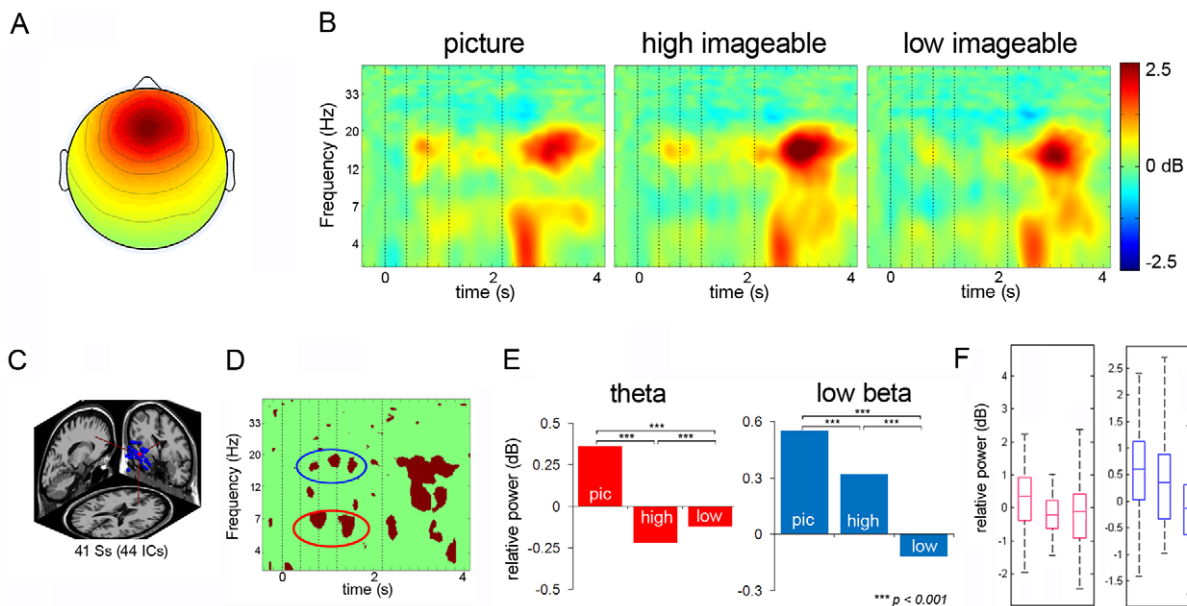 A
B
picture
high imageable
low imageable
Frequency (Hz)
33
20
12
7
4
0 2 4
time (s)
0 2 4
time (s)
0 2 4
time (s)
2.5
0 dB
-2.5
C
41 Ss (44 ICs)
D
Frequency (Hz)
33
20
12
7
4
0 2 4
time (s)
E
theta
relative power (dB)
0.5
0.25
0
-0.25
-0.5
***
*** ***
pic
high
low
low beta
0.6
0.3
0
-0.3
***
*** ***
pic
high
low
*** p < 0.001
F
relative power (dB)
4
3
2
1
0
-1
-2
2.5
2
1.5
1
0.5
0
-0.5
-1
-1.5